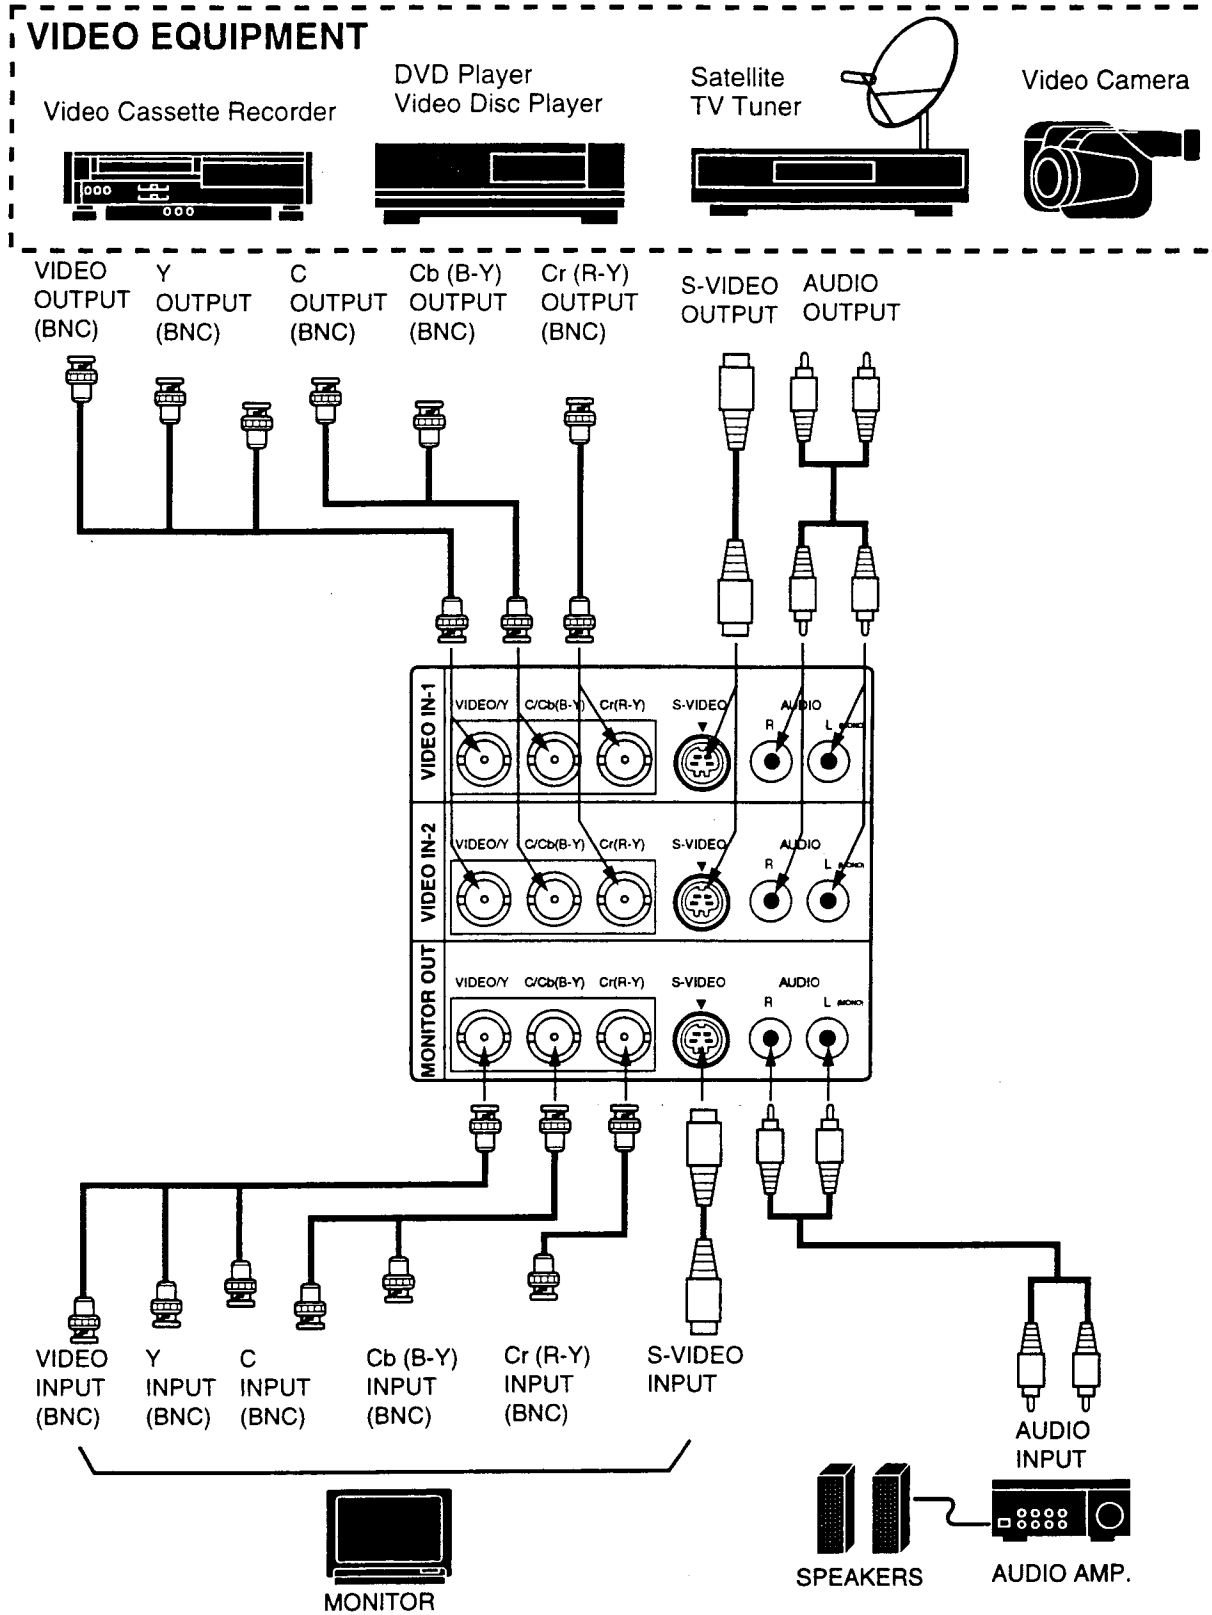 VIDEO EQUIPMENT
Video Cassette Recorder
DVD Player
Video Disc Player
Satellite
TV Tuner
Video Camera
VIDEO
OUTPUT
(BNC)
Y
OUTPUT
(BNC)
C
OUTPUT
(BNC)
Cb (B-Y)
OUTPUT
(BNC)
Cr (R-Y)
OUTPUT
(BNC)
S-VIDEO
OUTPUT
AUDIO
OUTPUT
VIDEO IN-1
VIDEO/Y
C/Cb(B-Y)
Cr(R-Y)
S-VIDEO
AUDIO
R
L (MONO)
VIDEO IN-2
VIDEO/Y
C/Cb(B-Y)
Cr(R-Y)
S-VIDEO
AUDIO
R
L (MONO)
MONITOR OUT
VIDEO/Y
C/Cb(B-Y)
Cr(R-Y)
S-VIDEO
AUDIO
R
L (MONO)
VIDEO
INPUT
(BNC)
Y
INPUT
(BNC)
C
INPUT
(BNC)
Cb (B-Y)
INPUT
(BNC)
Cr (R-Y)
INPUT
(BNC)
S-VIDEO
INPUT
AUDIO
INPUT
MONITOR
SPEAKERS
AUDIO AMP.